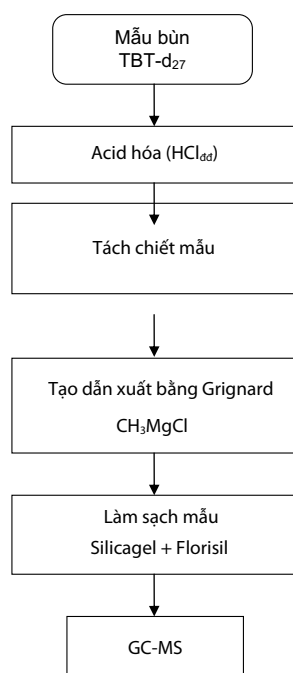 Mẫu bùn
TBT-d₂₇
Acid hóa (HClđđ)
Tách chiết mẫu
Tạo dẫn xuất bằng Grignard
CH₃MgCl
Làm sạch mẫu
Silicagel + Florisil
GC-MS